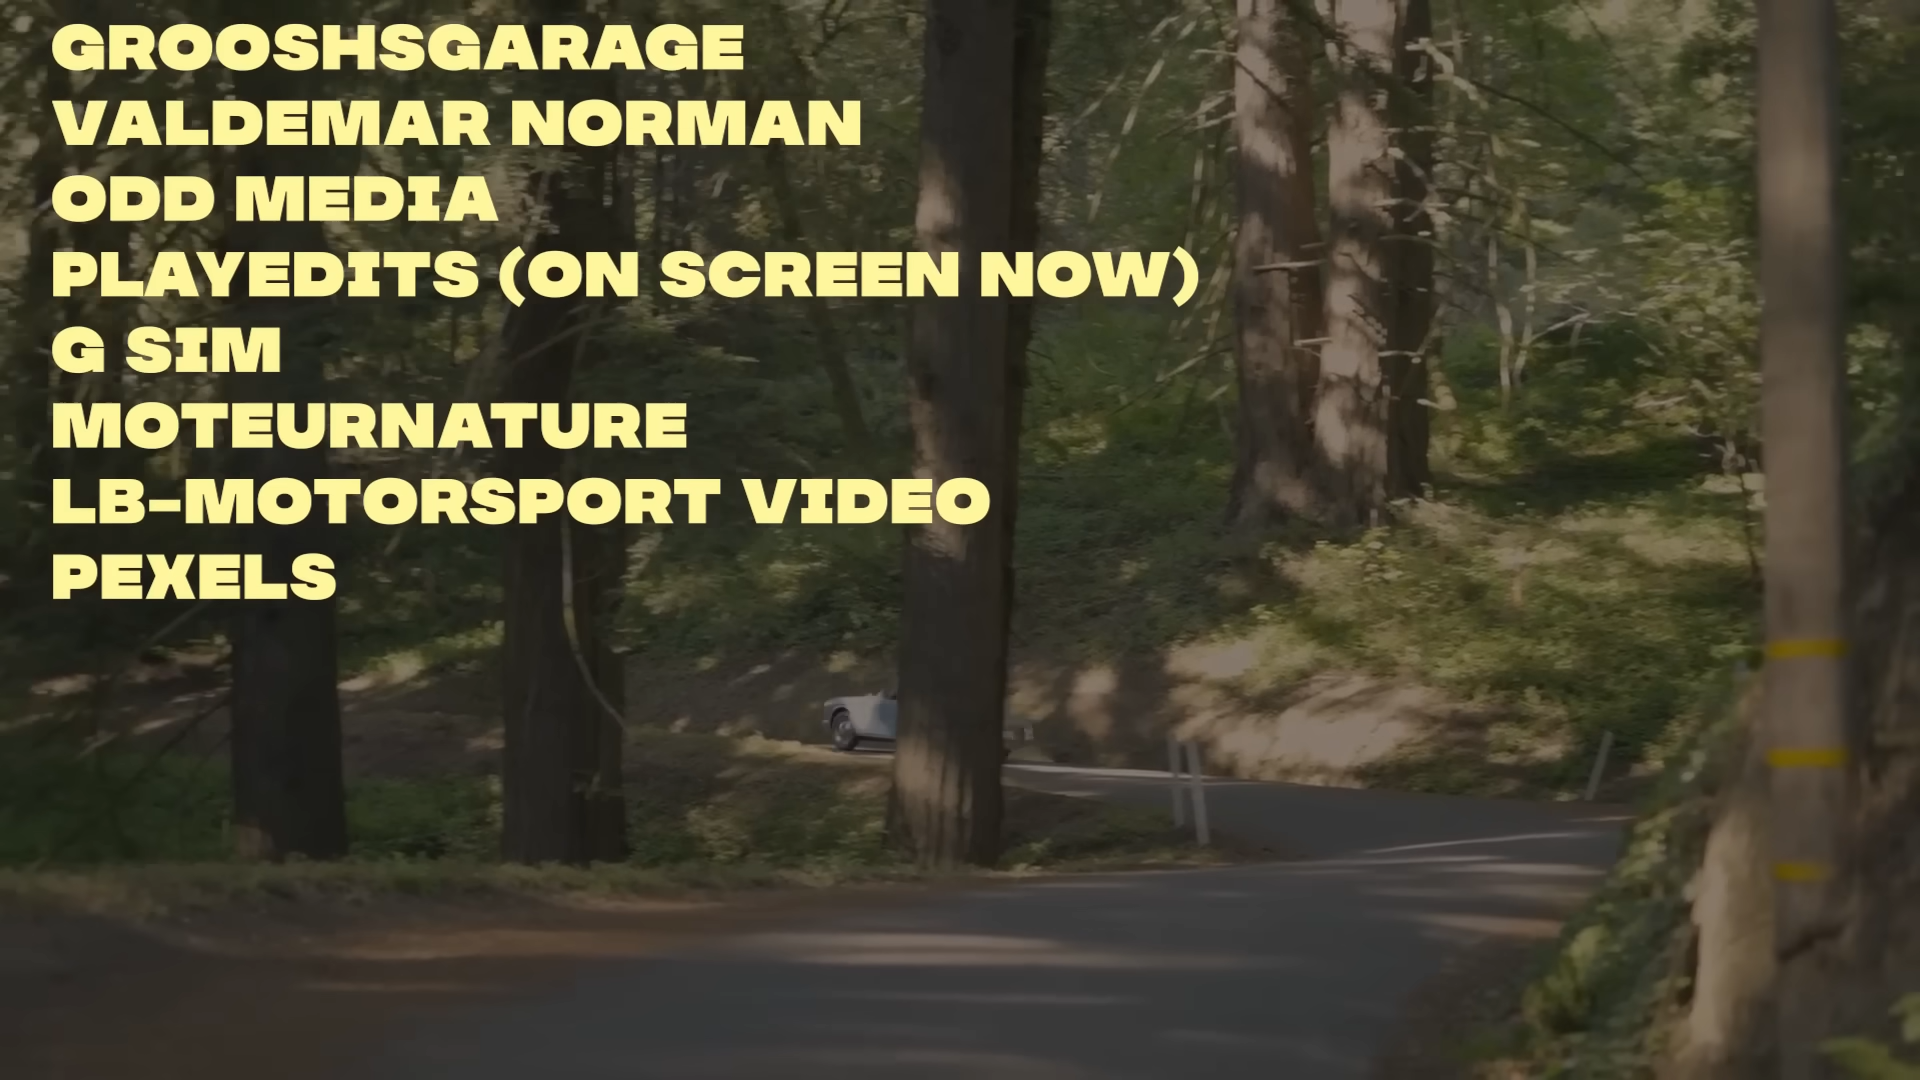 GROOSHSGARAGE
VALDEMAR NORMAN
ODD MEDIA
PLAYEDITS (ON SCREEN NOW)
G SIM
MOTEURNATURE
LB-MOTORSPORT VIDEO
PEXELS